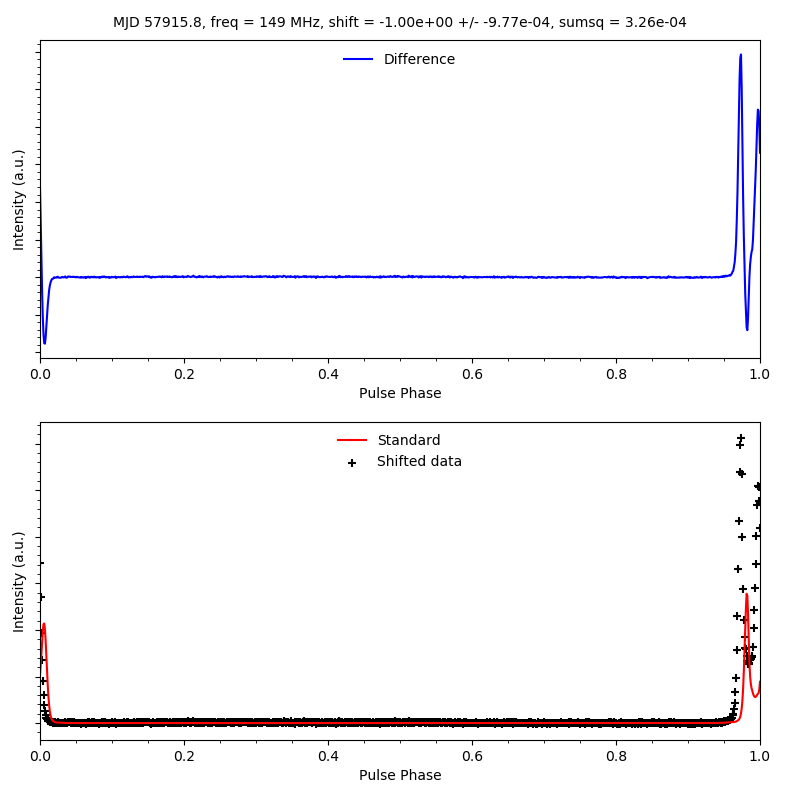 MJD 57915.8, freq = 149 MHz, shift = -1.00e+00 +/- -9.77e-04, sumsq = 3.26e-04
Difference
Intensity (a.u.)
0.0 0.2 0.4 0.6 0.8 1.0
Pulse Phase
Standard
Shifted data
Intensity (a.u.)
0.0 0.2 0.4 0.6 0.8 1.0
Pulse Phase